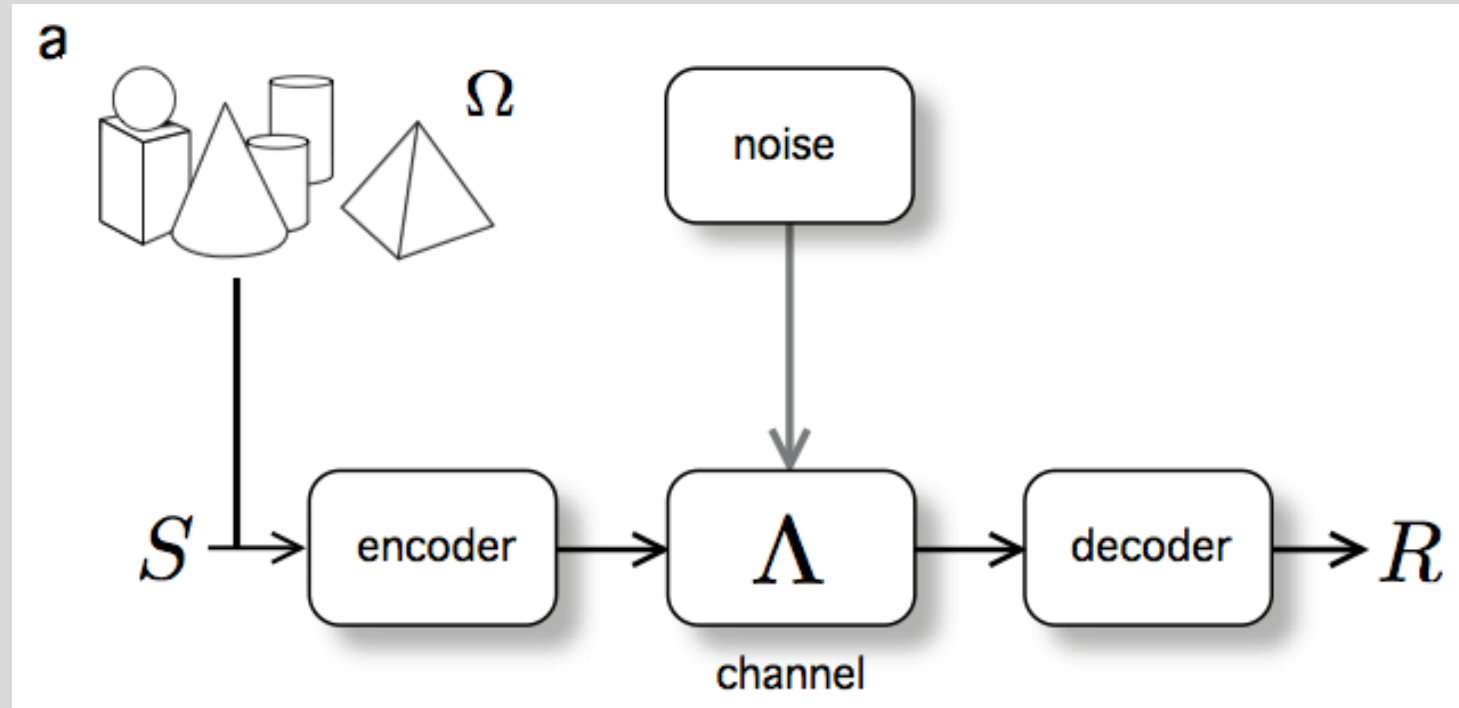 a
Ω
noise
S
encoder
Λ
decoder
R
channel